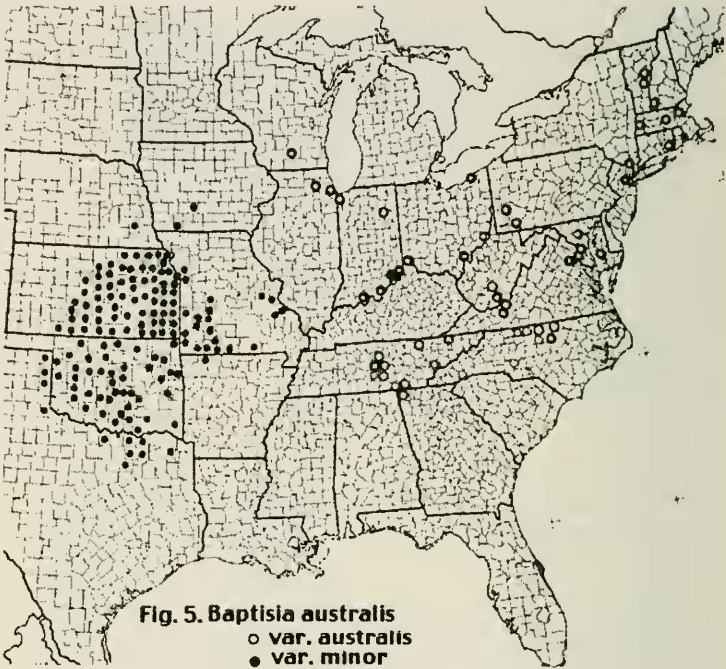 Fig. 5. Baptisia australis
o var. australis
● var. minor